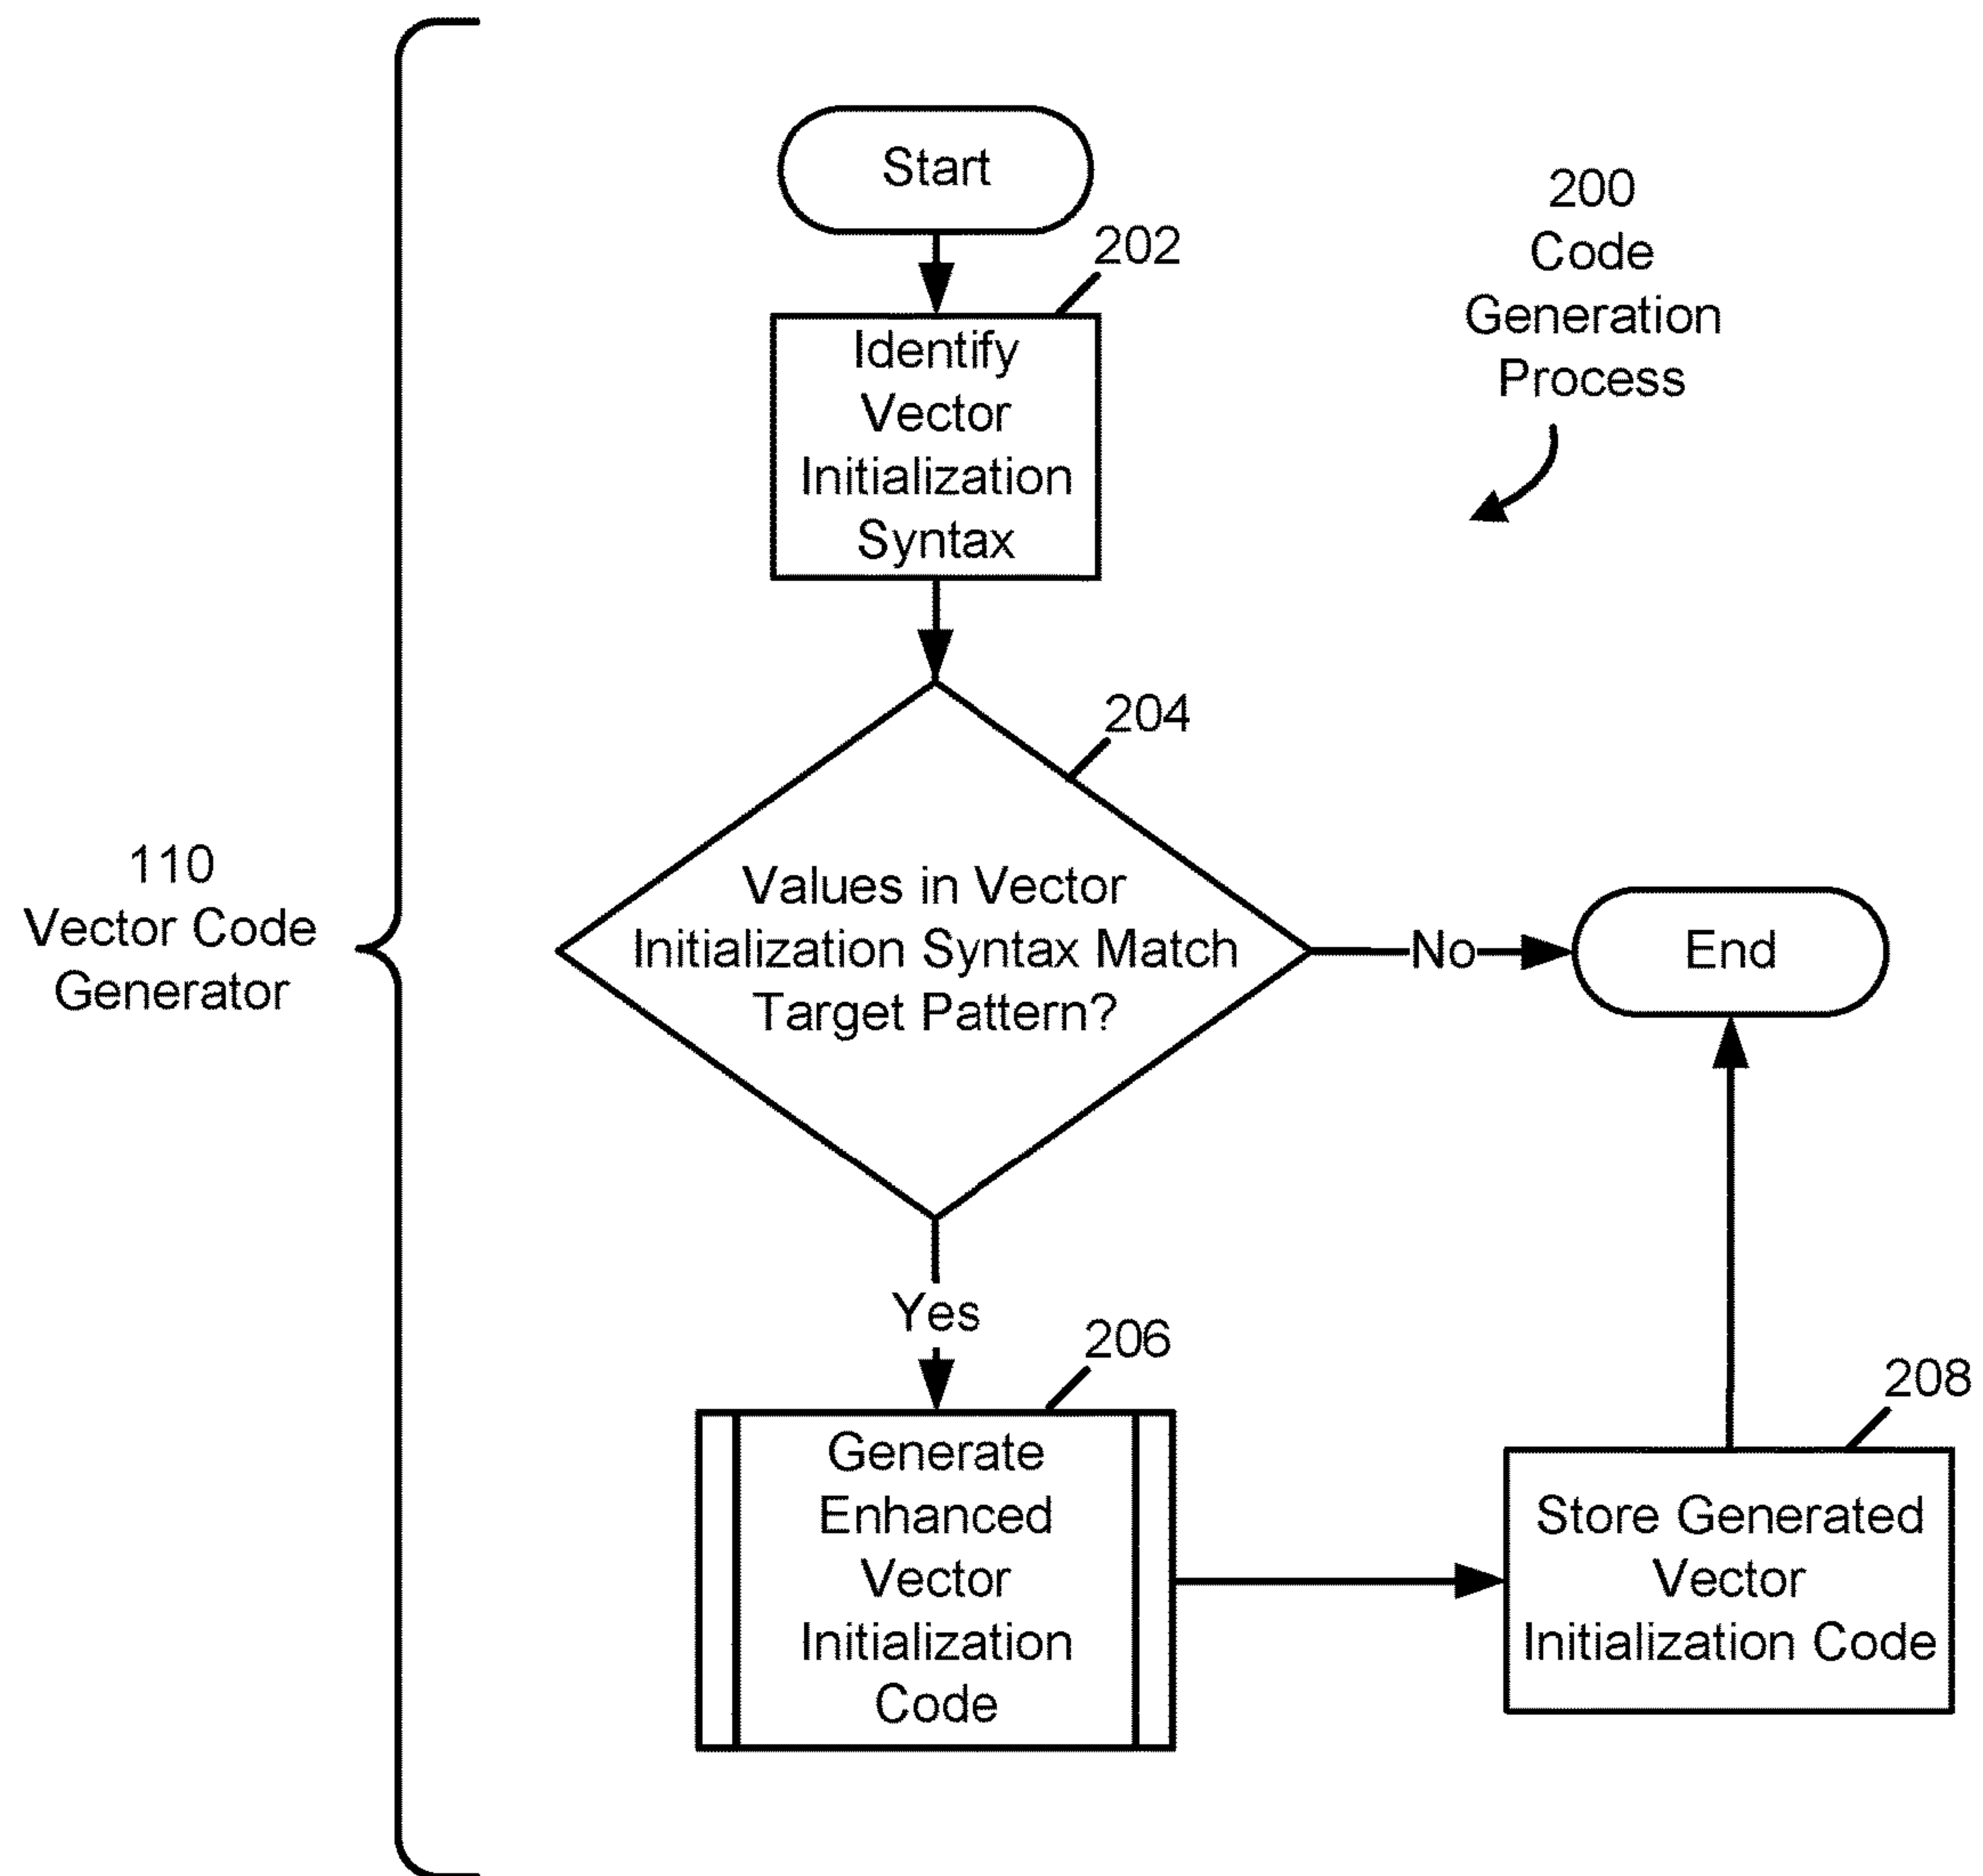 Start
202
200
Code
Generation
Process
Identify
Vector
Initialization
Syntax
204
110
Vector Code
Generator
Values in Vector
Initialization Syntax Match
Target Pattern?
No
End
Yes
206
Generate
Enhanced
Vector
Initialization
Code
208
Store Generated
Vector
Initialization Code